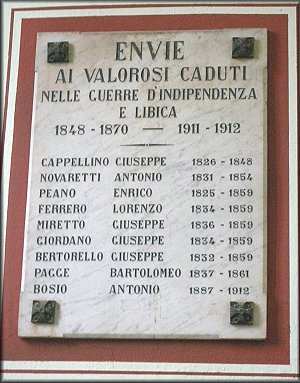 ENVIE
AI VALOROSI CADUTI
NELLE GUERRE D'INDIPENDENZA
E LIBICA
1848 - 1870 — 1911 - 1912
CAPPELLINO GIUSEPPE 1826 - 1848
NOVARETTI ANTONIO 1831 - 1854
PEANO ENRICO 1825 - 1859
FERRERO LORENZO 1834 - 1859
MIRETTO GIUSEPPE 1836 - 1859
GIORDANO GIUSEPPE 1834 - 1859
BERTORELLO GIUSEPPE 1832 - 1859
PAGGE BARTOLOMEO 1837 - 1861
BOSIO ANTONIO 1887 - 1912